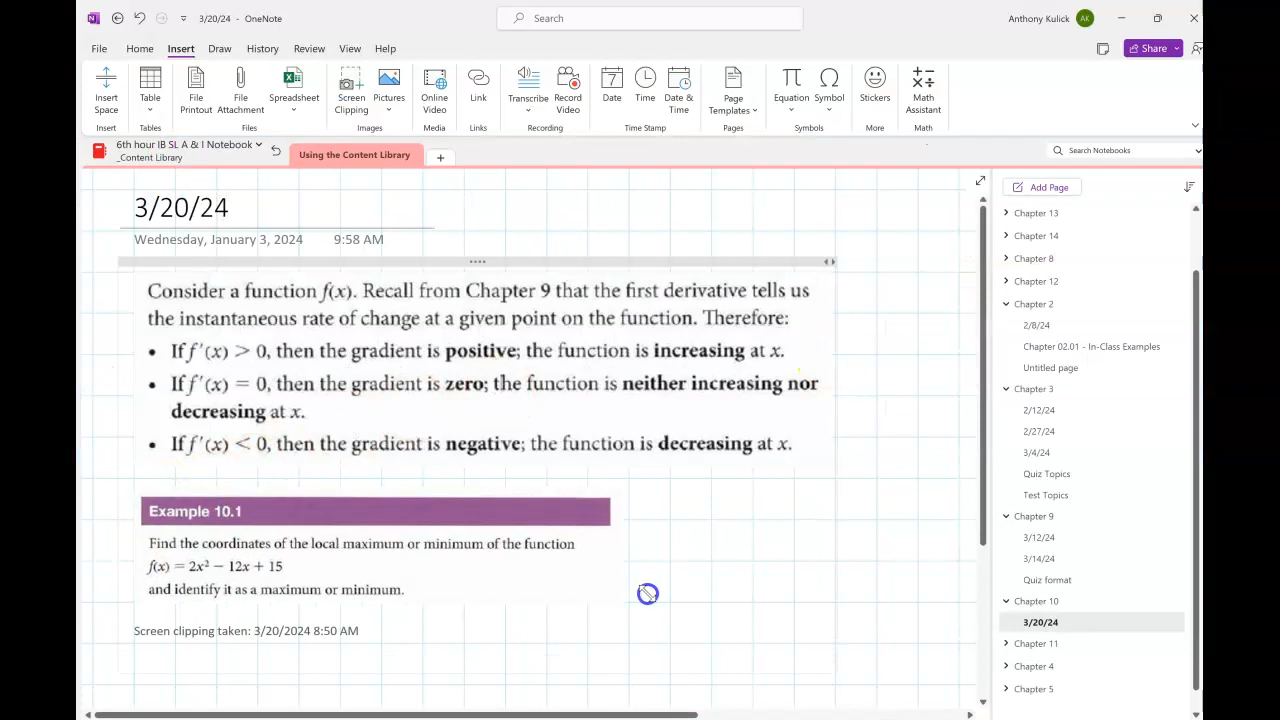 3/20/24 - OneNote
Search
Anthony Kulick
AK
File Home Insert Draw History Review View Help
Share
Insert Space
Table
File Printout
File Attachment
Spreadsheet
Screen Clipping
Pictures
Online Video
Link
Transcribe
Record Video
Date
Time
Date & Time
Page Templates
Equation
Symbol
Stickers
Math Assistant
Insert Tables Files Images Media Links Recording Time Stamp Pages Symbols More Math
6th hour IB SL A & I Notebook
_Content Library
Using the Content Library
+
Search Notebooks
3/20/24
Wednesday, January 3, 2024 9:58 AM
Consider a function f(x). Recall from Chapter 9 that the first derivative tells us
the instantaneous rate of change at a given point on the function. Therefore:
• If f′(x) > 0, then the gradient is positive; the function is increasing at x.
• If f′(x) = 0, then the gradient is zero; the function is neither increasing nor
decreasing at x.
• If f′(x) < 0, then the gradient is negative; the function is decreasing at x.
Example 10.1
Find the coordinates of the local maximum or minimum of the function
f(x) = 2x² − 12x + 15
and identify it as a maximum or minimum.
Screen clipping taken: 3/20/2024 8:50 AM
Add Page
Chapter 13
Chapter 14
Chapter 8
Chapter 12
Chapter 2
2/8/24
Chapter 02.01 - In-Class Examples
Untitled page
Chapter 3
2/12/24
2/27/24
3/4/24
Quiz Topics
Test Topics
Chapter 9
3/12/24
3/14/24
Quiz format
Chapter 10
3/20/24
Chapter 11
Chapter 4
Chapter 5